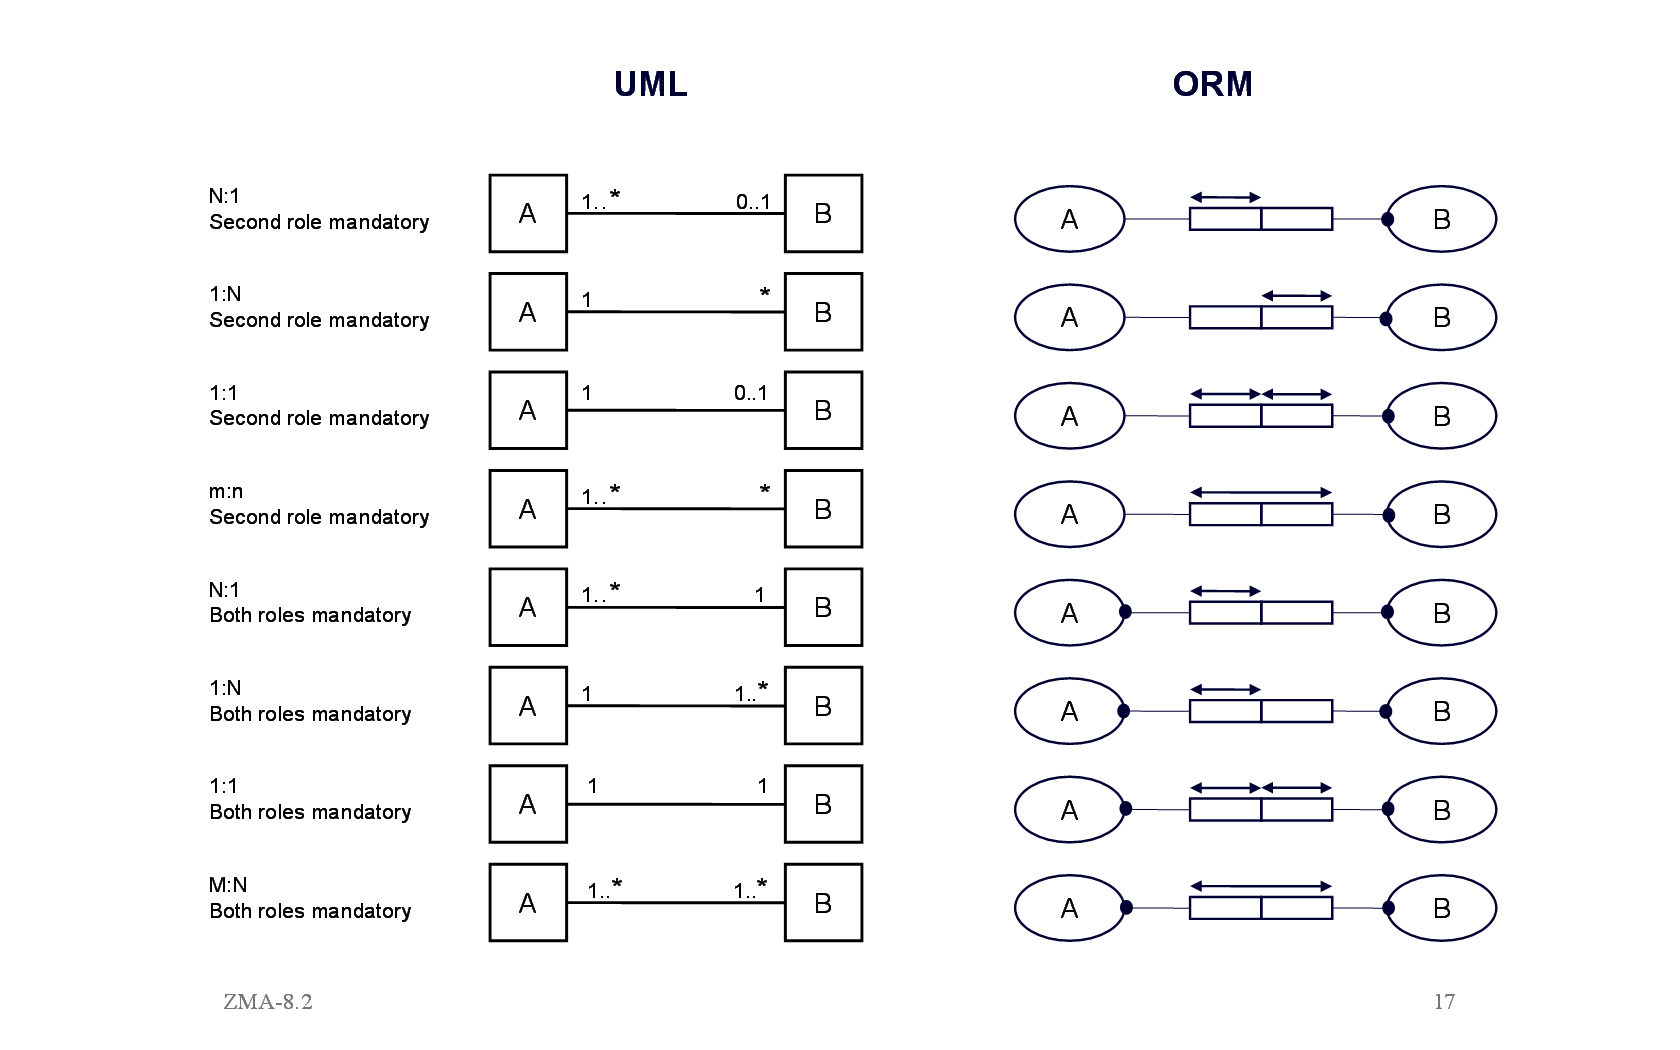 UML ORM
N:1
Second role mandatory
A 1..* 0..1 B A B
1:N
Second role mandatory
A 1 * B A B
1:1
Second role mandatory
A 1 0..1 B A B
m:n
Second role mandatory
A 1..* * B A B
N:1
Both roles mandatory
A 1..* 1 B A B
1:N
Both roles mandatory
A 1 1..* B A B
1:1
Both roles mandatory
A 1 1 B A B
M:N
Both roles mandatory
A 1..* 1..* B A B
ZMA-8.2 17